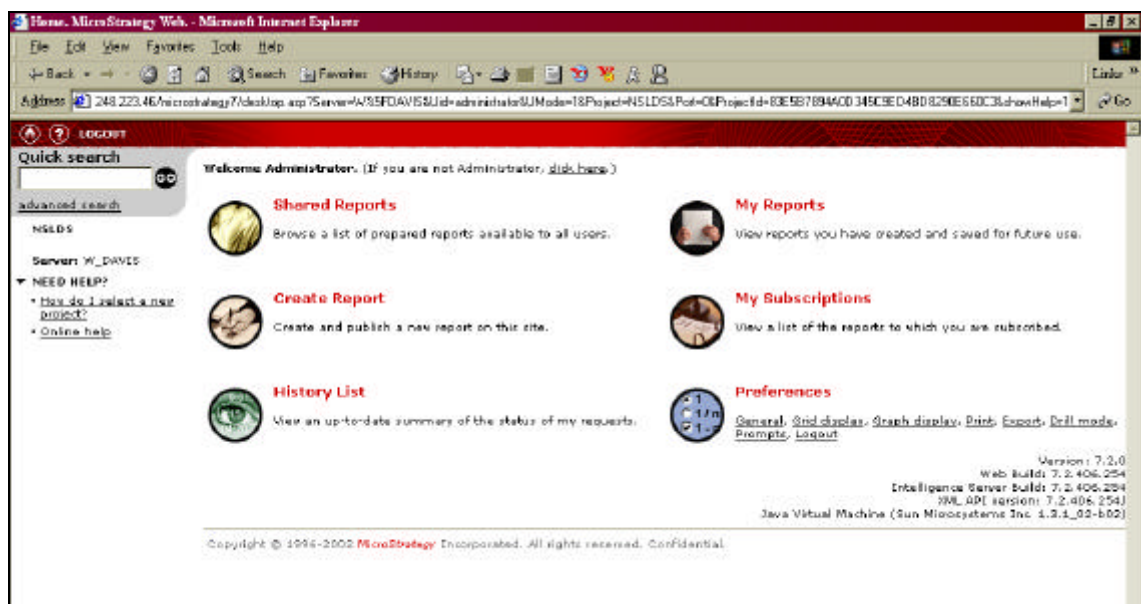 Home. MicroStrategy Web. - Microsoft Internet Explorer
File Edit View Favorites Tools Help
Back Search Favorites History Links
Address Go
LOGOUT
Quick search
GO
advanced search
NSLDS
Server: W_DAVIS
NEED HELP?
How do I select a new
project?
Online help
Welcome Administrator. (If you are not Administrator, click here.)
Shared Reports
Browse a list of prepared reports available to all users.
My Reports
View reports you have created and saved for future use.
Create Report
Create and publish a new report on this site.
My Subscriptions
View a list of the reports to which you are subscribed.
History List
View an up-to-date summary of the status of my requests.
Preferences
General, Grid display, Graph display, Print, Export, Drill mode,
Prompts, Logout
Version: 7.2.0
Web Build: 7.2.406.254
Intelligence Server Build: 7.2.406.254
XML API version: 7.2.406.254J
Java Virtual Machine (Sun Microsystems Inc. 1.3.1_02-b02)
Copyright © 1996-2002 MicroStrategy Incorporated. All rights reserved. Confidential.